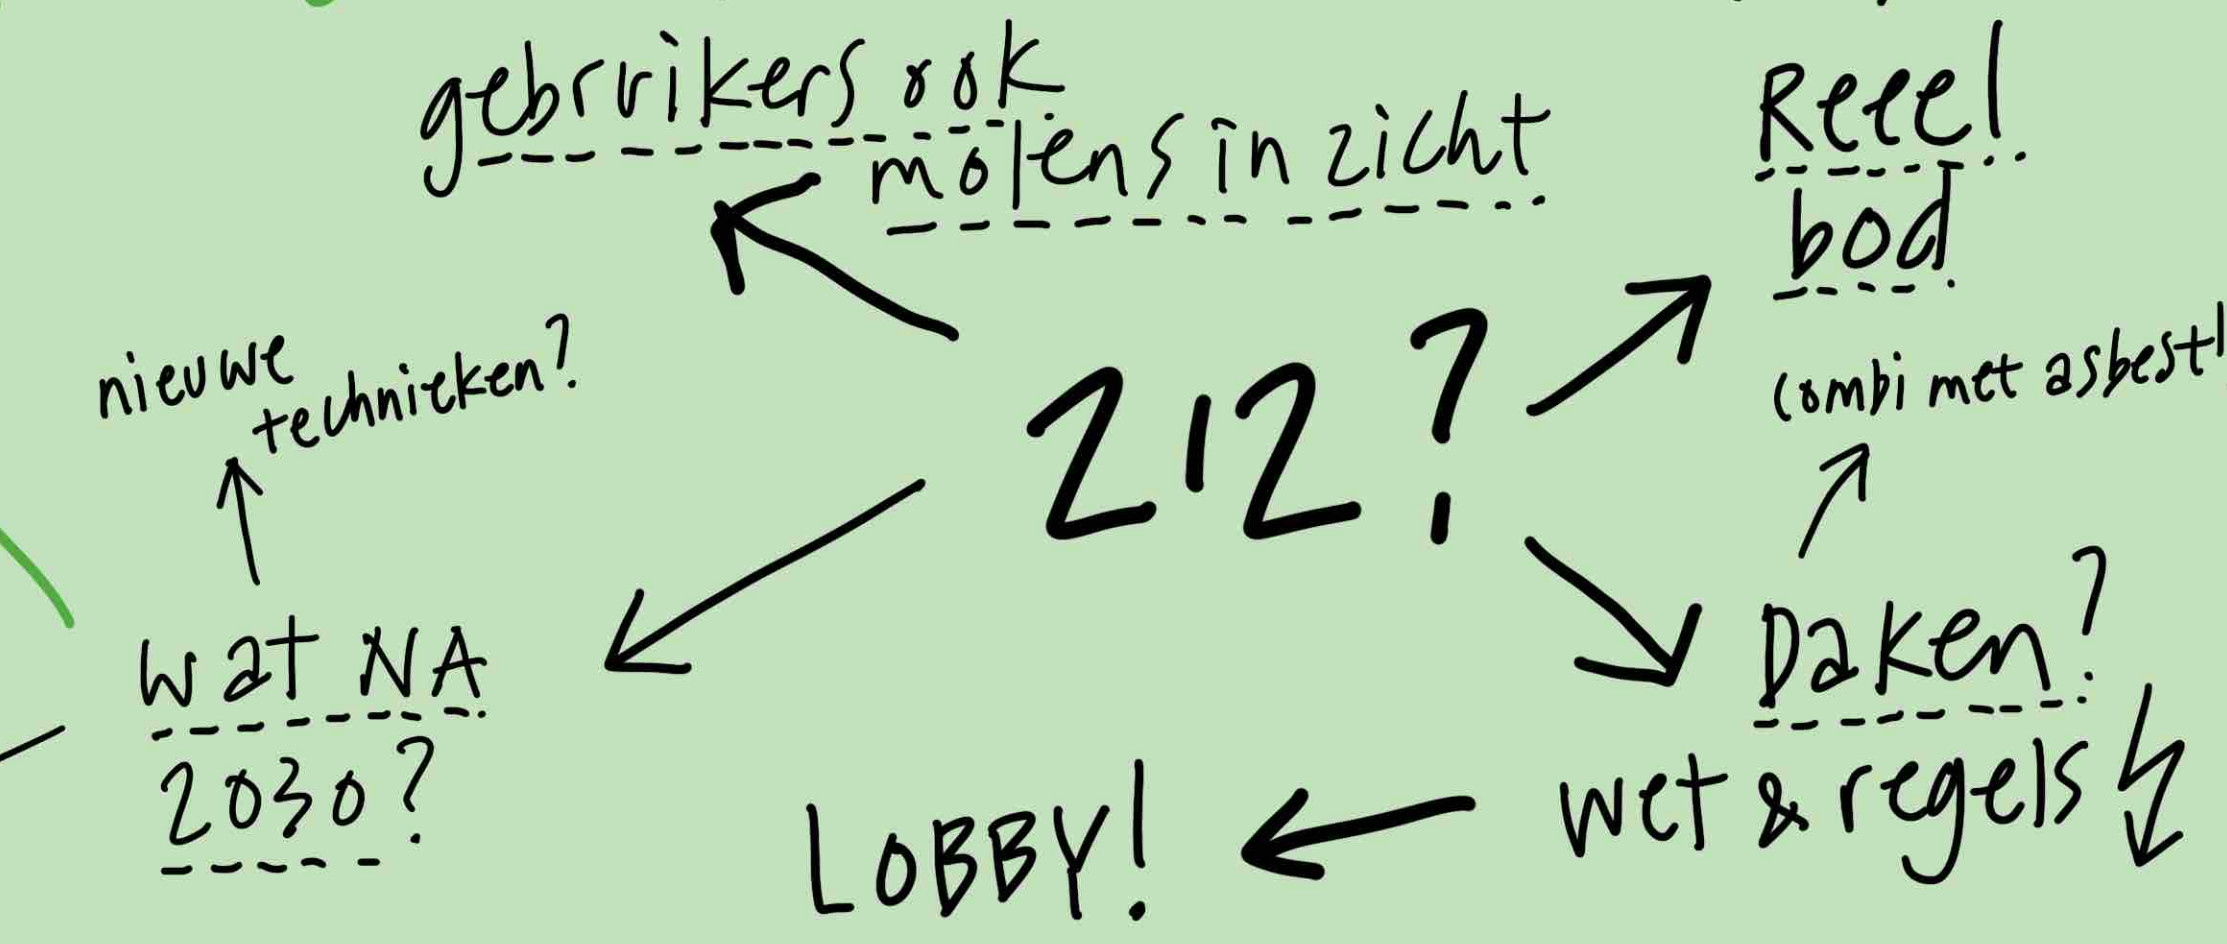 gebruikers ook
molens in zicht
Reeel
bod
nieuwe
technieken?
212?
combi met asbest!
wat NA
2030?
Daken?
wet & regels
LOBBY!